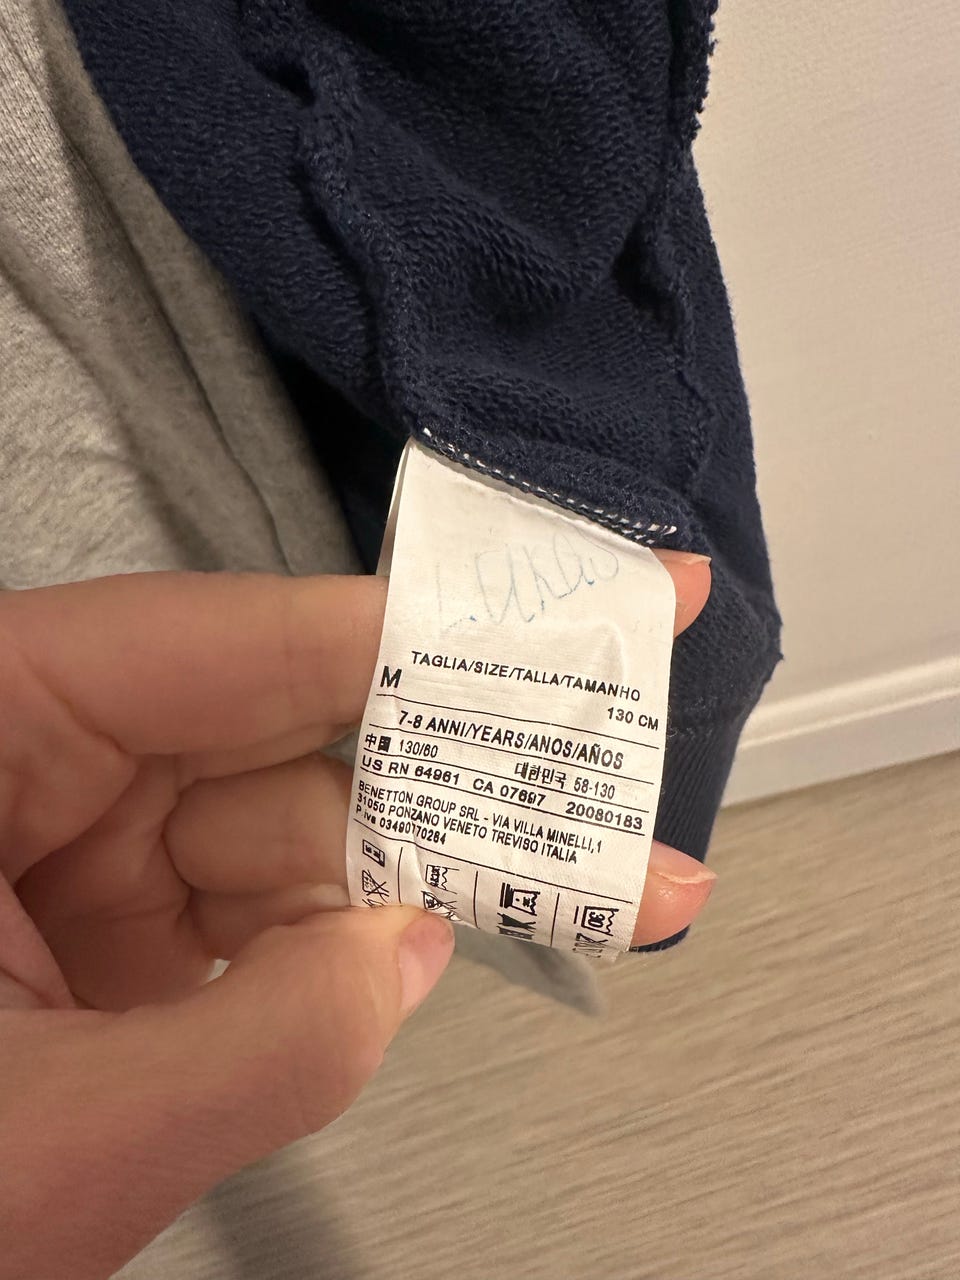 Lukas
TAGLIA/SIZE/TALLA/TAMANHO
M
130 CM
7-8 ANNI/YEARS/ANOS/AÑOS
中国 130/60 대한민국 58-130
US RN 64961 CA 07697 20080183
BENETTON GROUP SRL - VIA VILLA MINELLI,1
31050 PONZANO VENETO TREVISO ITALIA
P.iva 03490770264
30